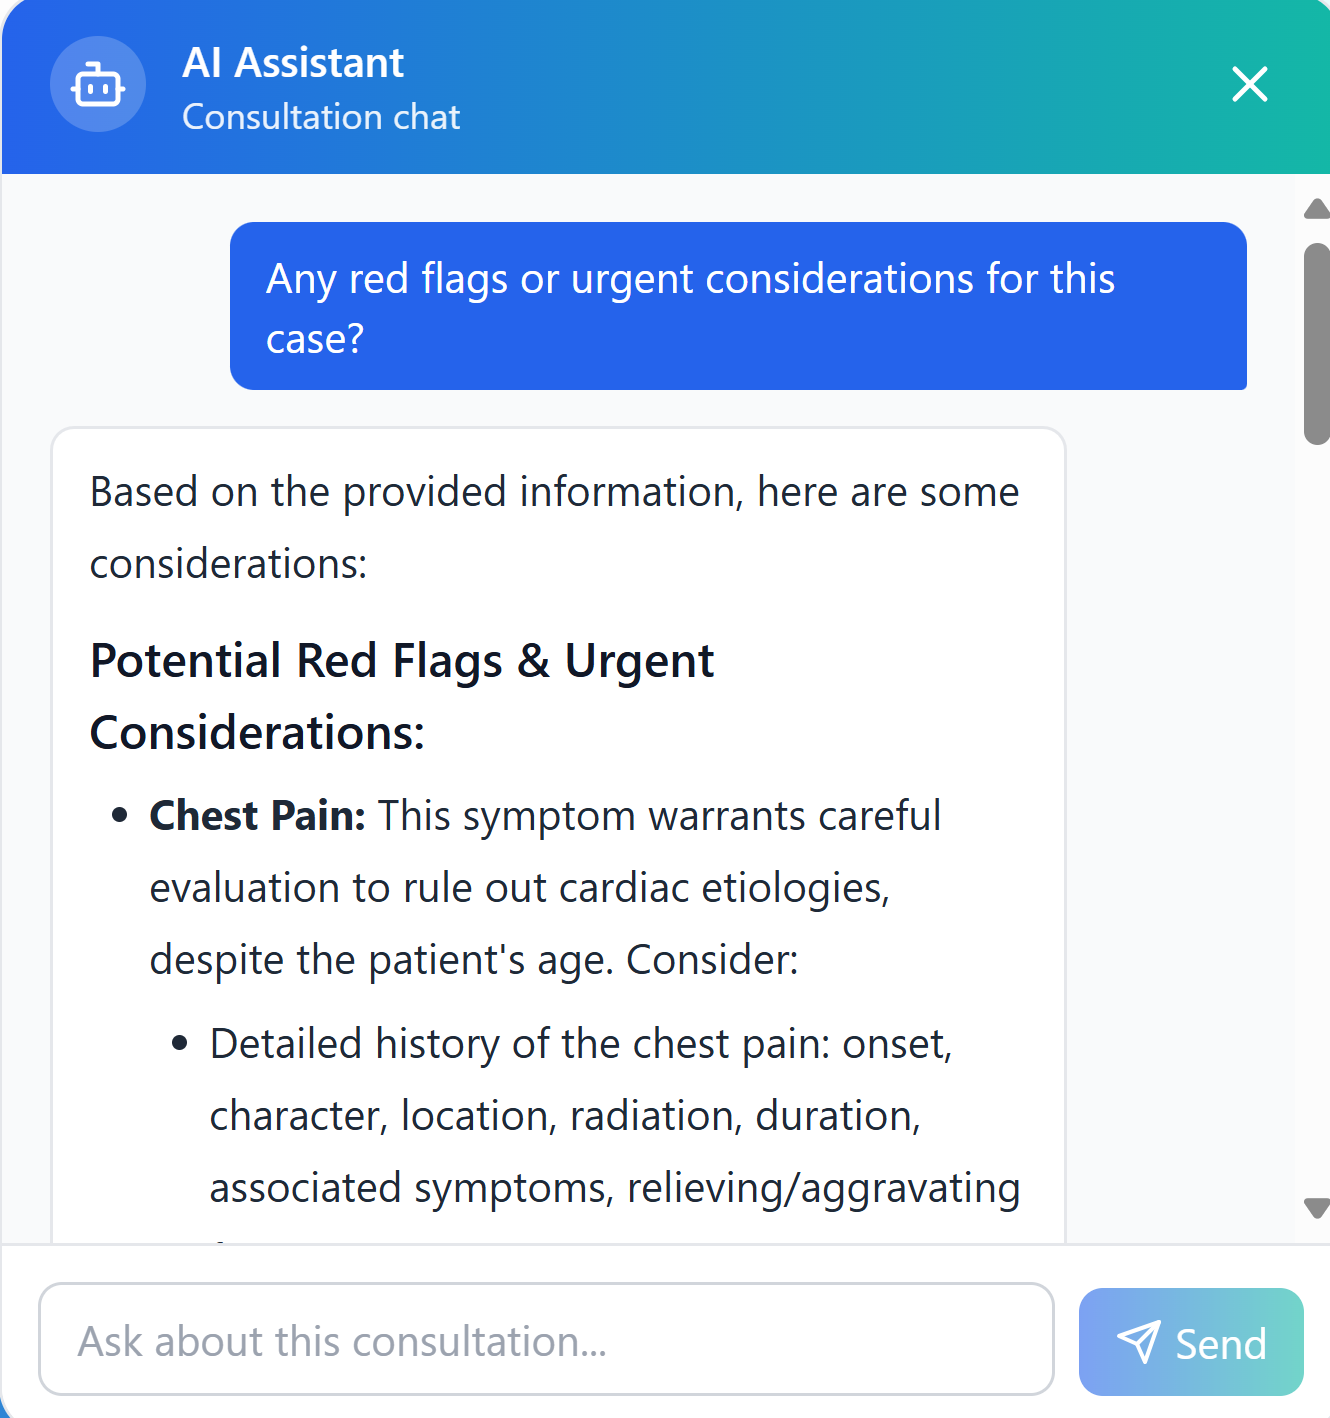 AI Assistant
Consultation chat
Any red flags or urgent considerations for this
case?
Based on the provided information, here are some
considerations:
Potential Red Flags & Urgent
Considerations:
• Chest Pain: This symptom warrants careful
evaluation to rule out cardiac etiologies,
despite the patient's age. Consider:
• Detailed history of the chest pain: onset,
character, location, radiation, duration,
associated symptoms, relieving/aggravating
Ask about this consultation...
Send